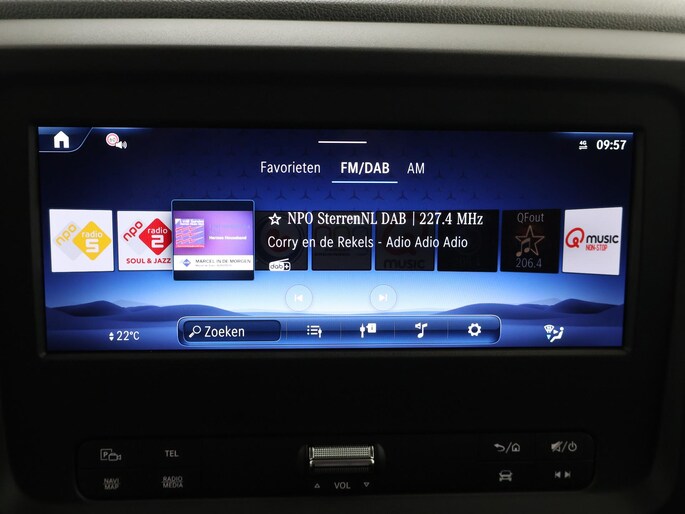 4G
09:57
Favorieten FM/DAB AM
☆ NPO SterrenNL DAB | 227.4 MHz
Corry en de Rekels - Adio Adio Adio
dab+
npo radio 5
npo radio 2
SOUL & JAZZ
MARCEL IN DE MORGEN
QFout
206.4
Q MUSIC
NON-STOP
22°C
Zoeken
P
TEL
NAVI
MAP
RADIO
MEDIA
VOL